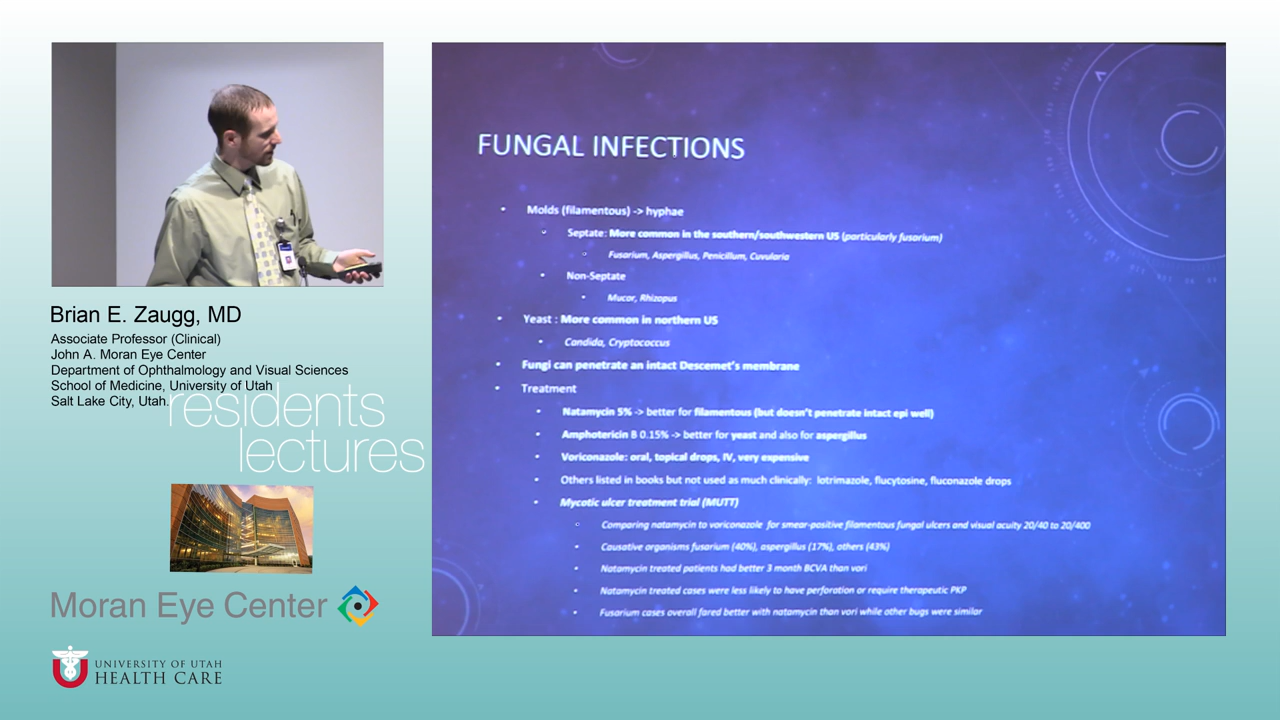 Brian E. Zaugg, MD
Associate Professor (Clinical)
John A. Moran Eye Center
Department of Ophthalmology and Visual Sciences
School of Medicine, University of Utah
Salt Lake City, Utah.
residents
lectures
Moran Eye Center
UNIVERSITY OF UTAH
HEALTH CARE
FUNGAL INFECTIONS
• Molds (filamentous) -> hyphae
○ Septate: More common in the southern/southwestern US (particularly fusarium)
○ Fusarium, Aspergillus, Penicillum, Cuvularia
• Non-Septate
• Mucor, Rhizopus
• Yeast : More common in northern US
• Candida, Cryptococcus
• Fungi can penetrate an intact Descemet's membrane
• Treatment
• Natamycin 5% -> better for filamentous (but doesn't penetrate intact epi well)
• Amphotericin B 0.15% -> better for yeast and also for aspergillus
• Voriconazole: oral, topical drops, IV, very expensive
• Others listed in books but not used as much clinically: lotrimazole, flucytosine, fluconazole drops
• Mycotic ulcer treatment trial (MUTT)
○ Comparing natamycin to voriconazole for smear-positive filamentous fungal ulcers and visual acuity 20/40 to 20/400
• Causative organisms fusarium (40%), aspergillus (17%), others (43%)
• Natamycin treated patients had better 3 month BCVA than vori
• Natamycin treated cases were less likely to have perforation or require therapeutic PKP
• Fusarium cases overall fared better with natamycin than vori while other bugs were similar